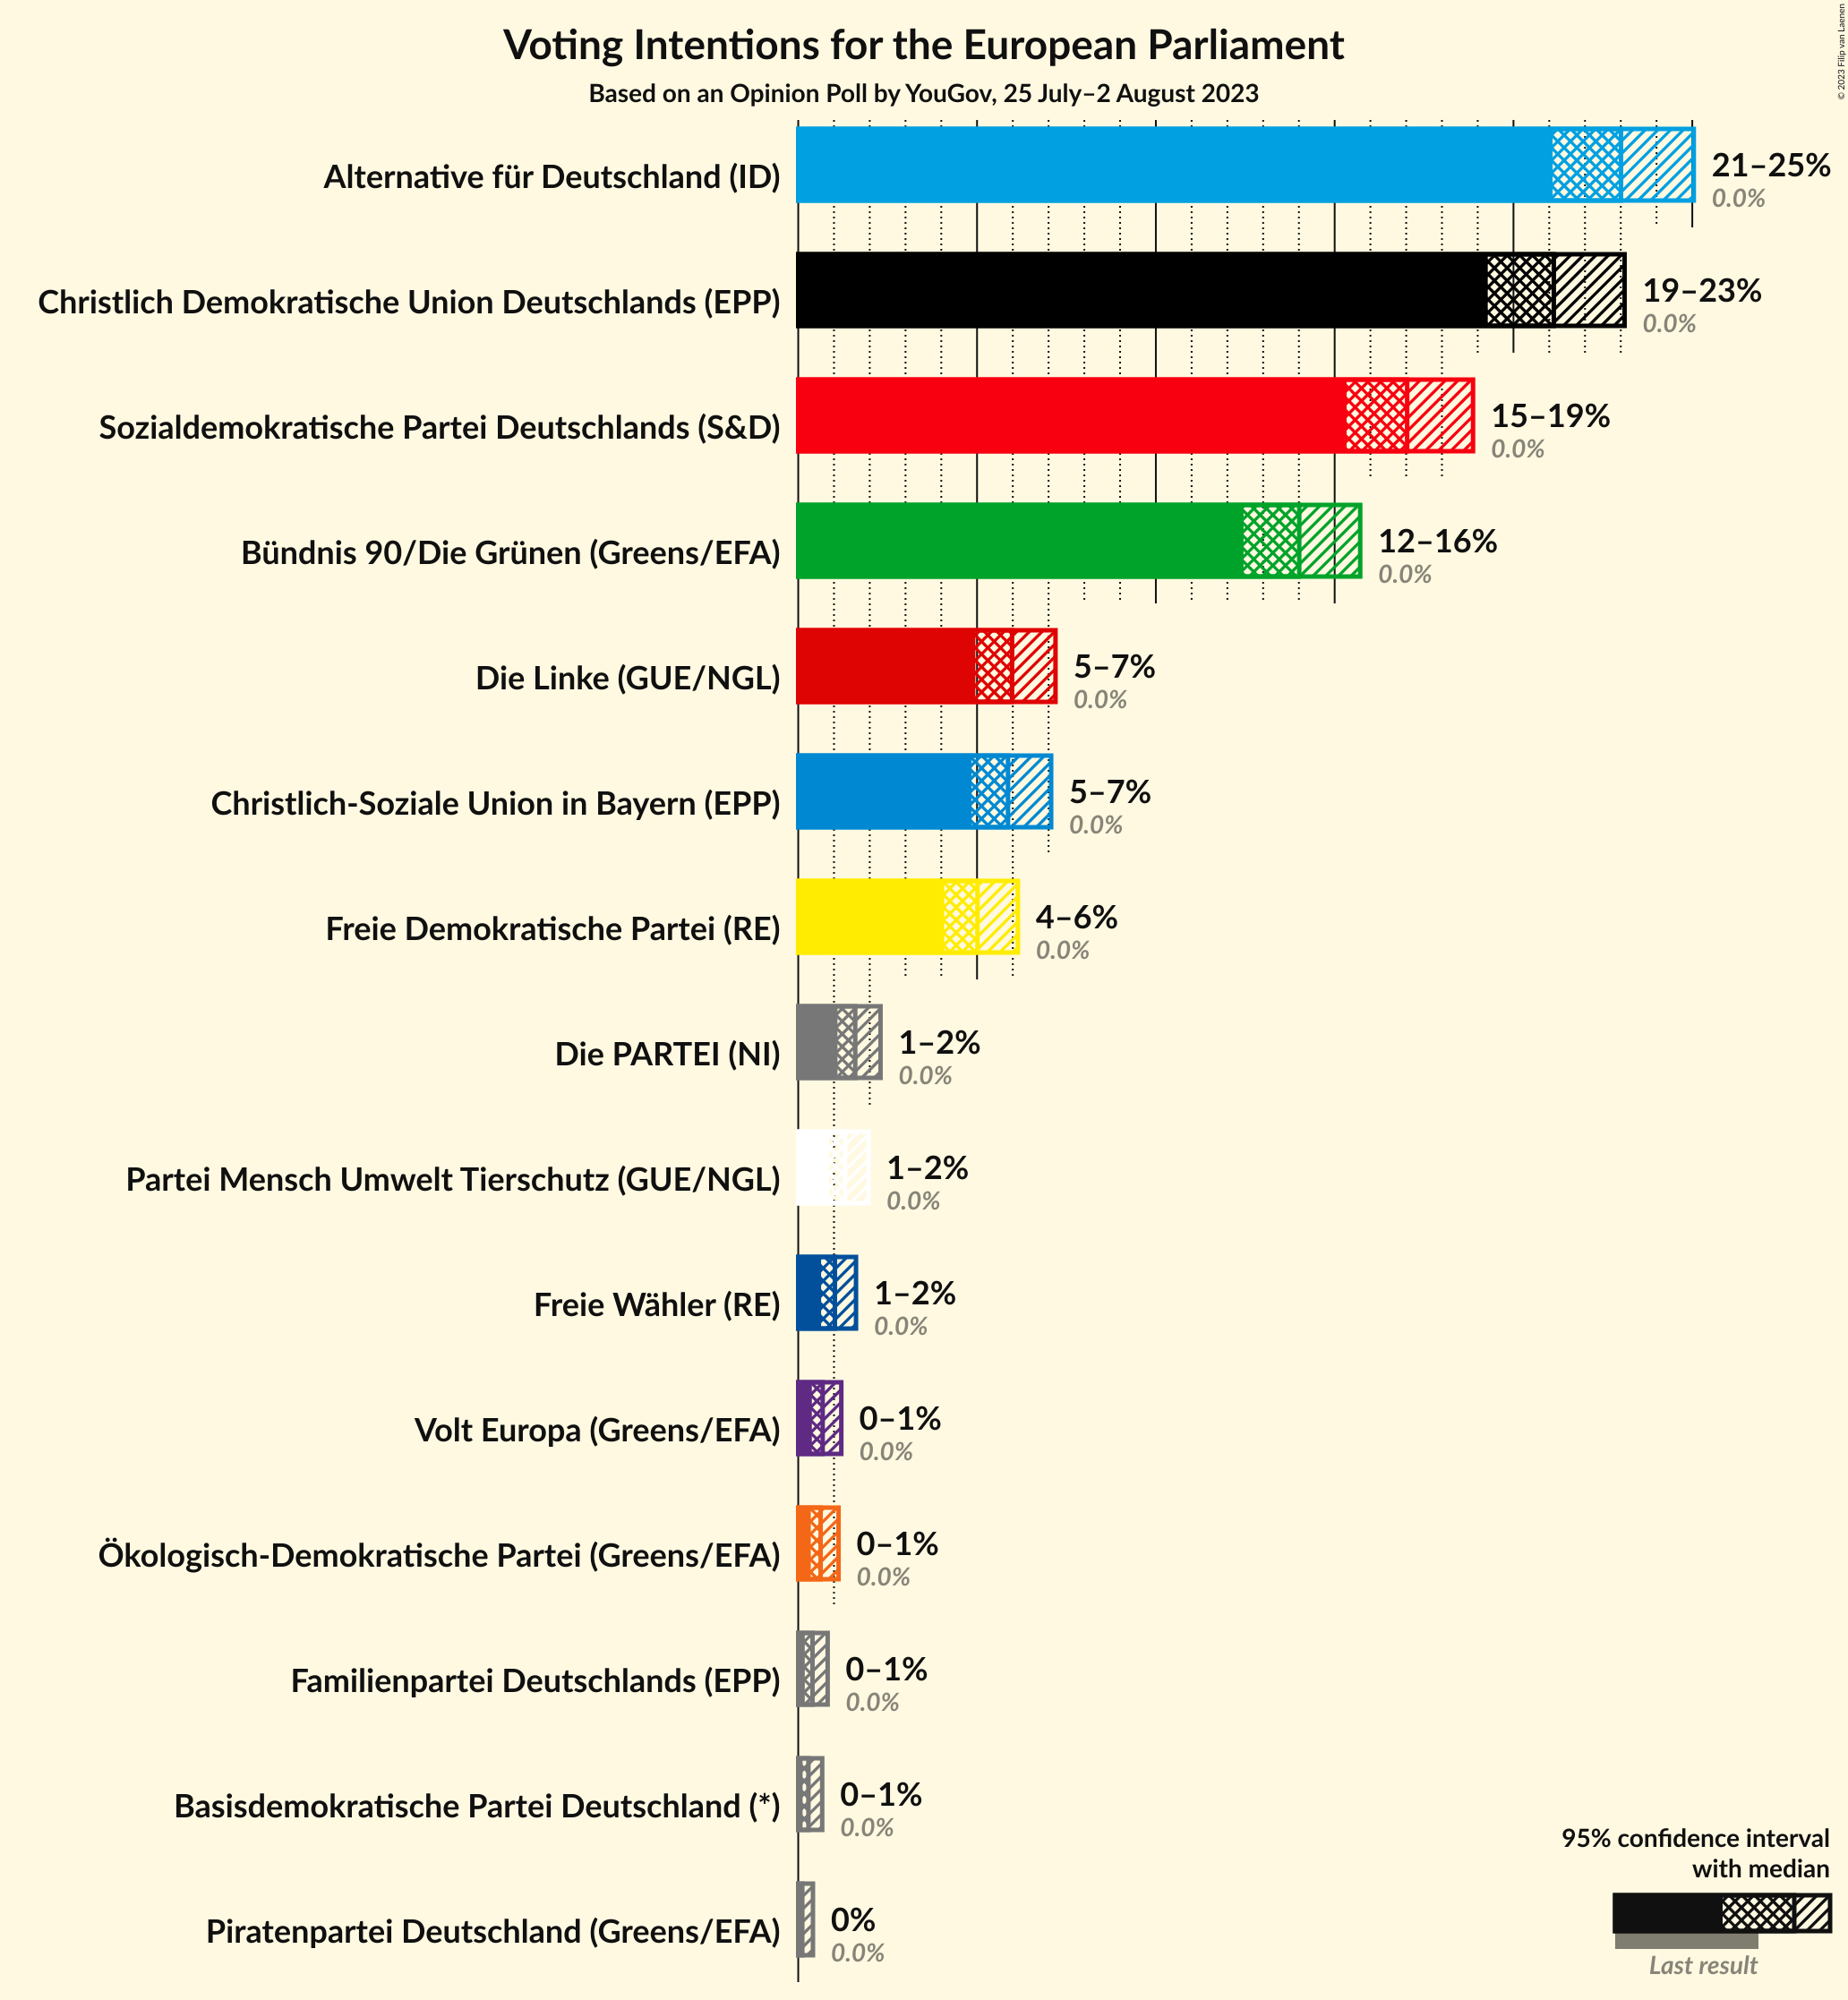 Voting Intentions for the European Parliament
Based on an Opinion Poll by YouGov, 25 July–2 August 2023
© 2023 Filip van Laenen
Alternative für Deutschland (ID)
21–25%
0.0%
Christlich Demokratische Union Deutschlands (EPP)
19–23%
0.0%
Sozialdemokratische Partei Deutschlands (S&D)
15–19%
0.0%
Bündnis 90/Die Grünen (Greens/EFA)
12–16%
0.0%
Die Linke (GUE/NGL)
5–7%
0.0%
Christlich-Soziale Union in Bayern (EPP)
5–7%
0.0%
Freie Demokratische Partei (RE)
4–6%
0.0%
Die PARTEI (NI)
1–2%
0.0%
Partei Mensch Umwelt Tierschutz (GUE/NGL)
1–2%
0.0%
Freie Wähler (RE)
1–2%
0.0%
Volt Europa (Greens/EFA)
0–1%
0.0%
Ökologisch-Demokratische Partei (Greens/EFA)
0–1%
0.0%
Familienpartei Deutschlands (EPP)
0–1%
0.0%
Basisdemokratische Partei Deutschland (*)
0–1%
0.0%
Piratenpartei Deutschland (Greens/EFA)
0%
0.0%
95% confidence interval
with median
Last result